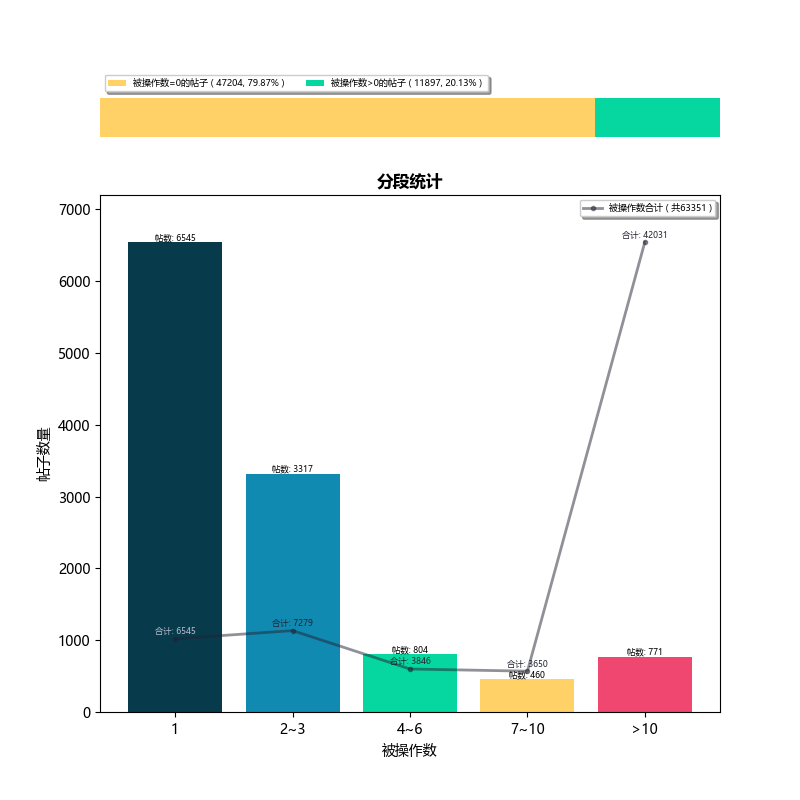 被操作数=0的帖子 ( 47204, 79.87% ) 被操作数>0的帖子 ( 11897, 20.13% )
分段统计
被操作数合计 ( 共63351 )
7000
6000
5000
4000
3000
2000
1000
0
帖子数量
帖数: 6545
合计: 6545
帖数: 3317
合计: 7279
帖数: 804
合计: 3846
合计: 3650
帖数: 460
合计: 42031
帖数: 771
1 2~3 4~6 7~10 >10
被操作数